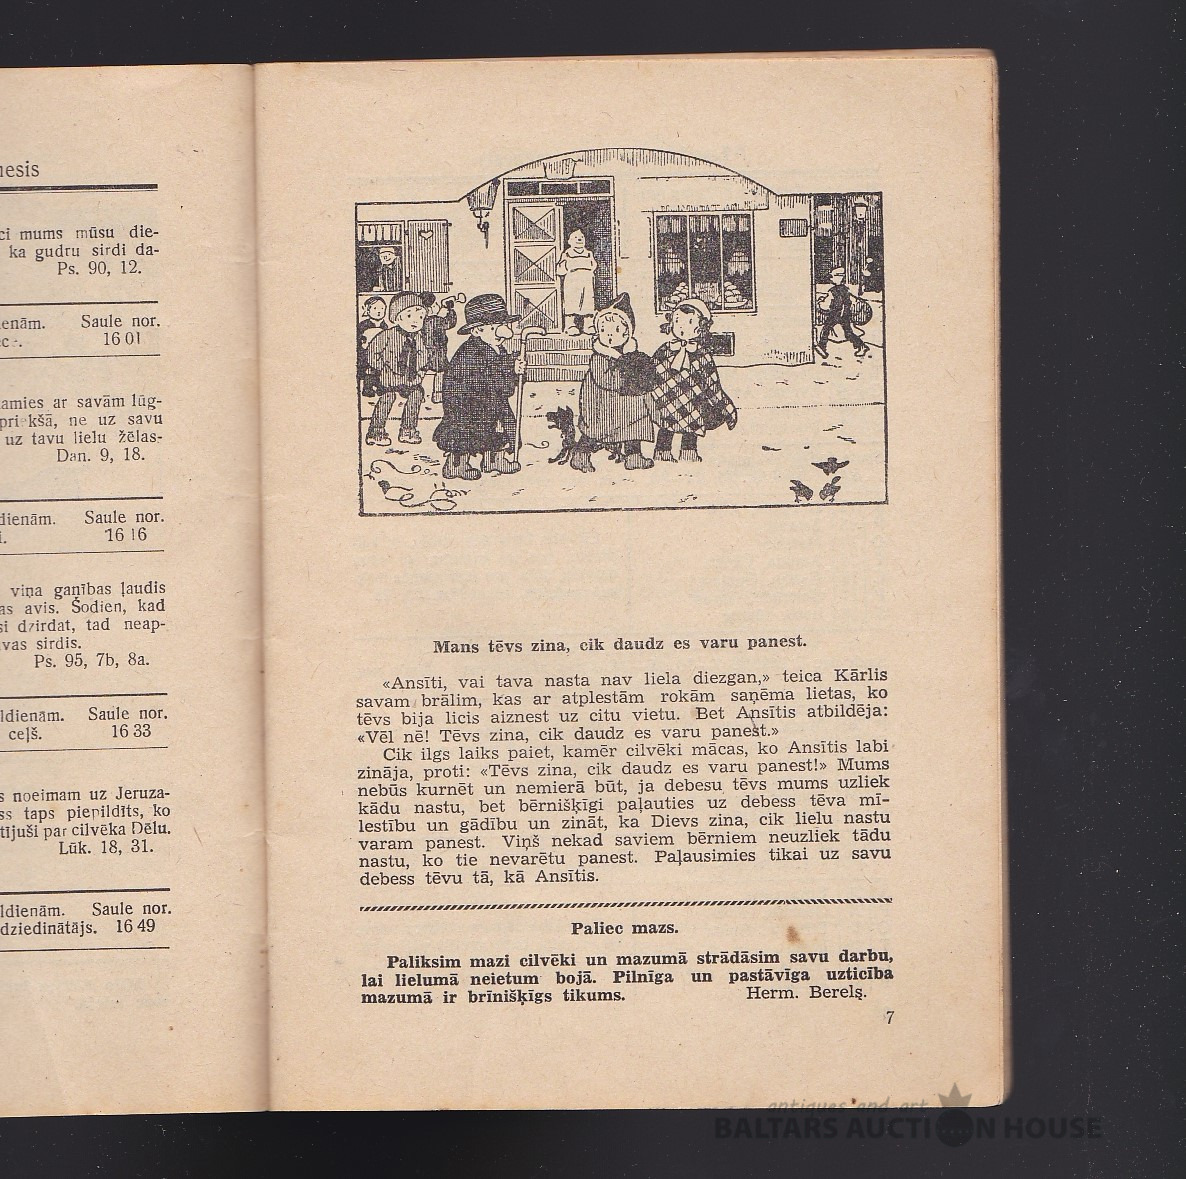 mūsu die-
ka gudru sirdi da-
Ps. 90, 12.
Saule nor.
16 01
ar savām lūg-
ne uz savu
uz tavu lielu žēlas-
Dan. 9, 18.
Saule nor.
16 16
viņa ganības ļaudis
avis. Šodien, kad
dzirdat, tad neap-
sirdis.
Ps. 95, 7b, 8a.
Saule nor.
ceļš. 16 33
noeimam uz Jeruza-
taps piepildīts, ko
par cilvēka Dēlu.
Lūk. 18, 31.
Saule nor.
dziedinātājs. 16 49
Mans tēvs zina, cik daudz es varu panest.
«Ansīti, vai tava nasta nav liela diezgan,» teica Kārlis
savam brālim, kas ar atplestām rokām saņēma lietas, ko
tēvs bija licis aiznest uz citu vietu. Bet Ansītis atbildēja:
«Vēl nē! Tēvs zina, cik daudz es varu panest.»
Cik ilgs laiks paiet, kamēr cilvēki mācas, ko Ansītis labi
zināja, proti: «Tēvs zina, cik daudz es varu panest!» Mums
nebūs kurnēt un nemierā būt, ja debesu tēvs mums uzliek
kādu nastu, bet bērnišķīgi paļauties uz debess tēva mī-
lestību un gādību un zināt, ka Dievs zina, cik lielu nastu
varam panest. Viņš nekad saviem bērniem neuzliek tādu
nastu, ko tie nevarētu panest. Paļausimies tikai uz savu
debess tēvu tā, kā Ansītis.
Paliec mazs.
Paliksim mazi cilvēki un mazumā strādāsim savu darbu,
lai lielumā neietum bojā. Pilnīga un pastāvīga uzticība
mazumā ir brīnišķīgs tikums. Herm. Berelş.
7
antiques and art
BALTARS AUCTION HOUSE